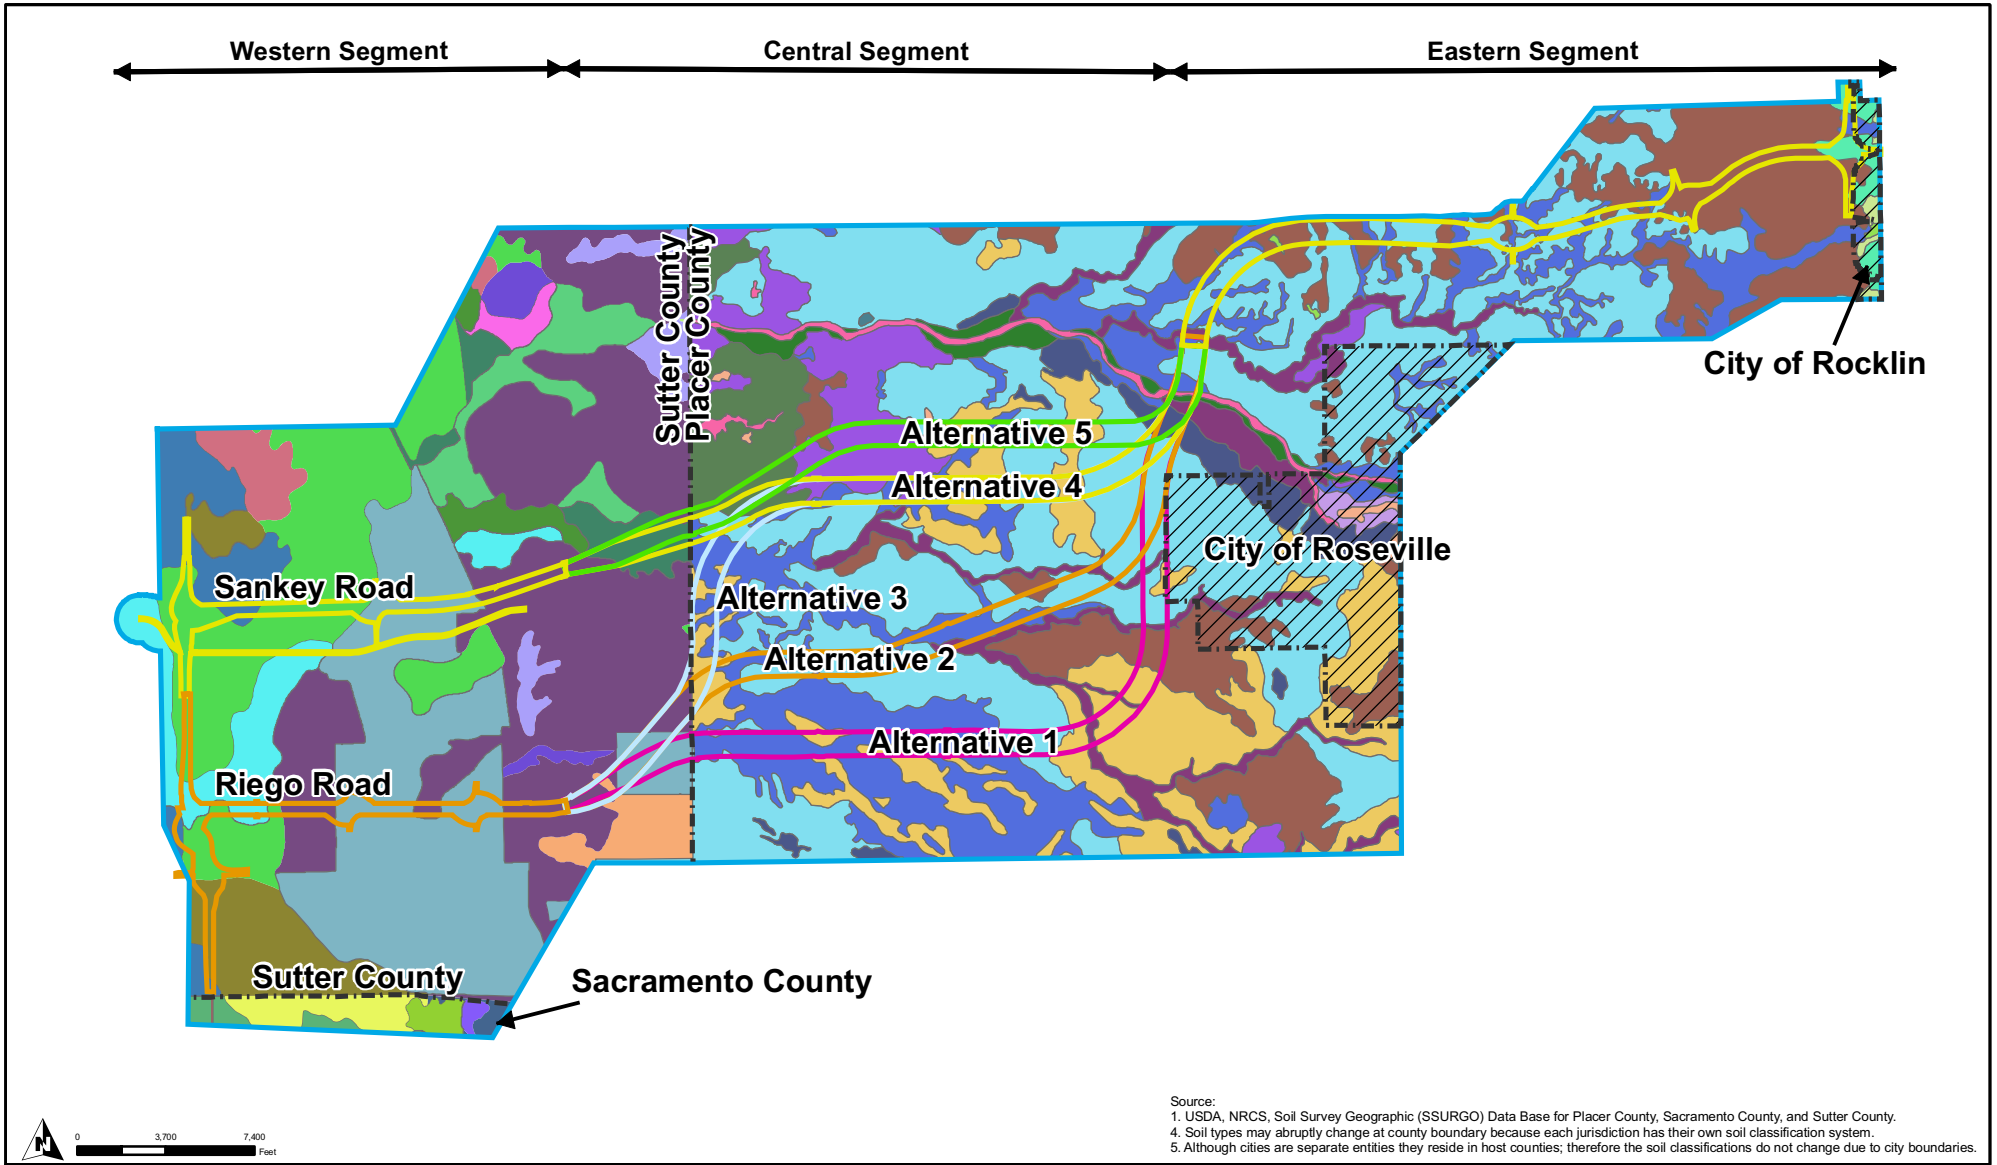 Western Segment
Central Segment
Eastern Segment
Sutter County
Placer County
City of Rocklin
Alternative 5
Alternative 4
City of Roseville
Sankey Road
Alternative 3
Alternative 2
Alternative 1
Riego Road
Sutter County
Sacramento County
N
0 3,700 7,400
Feet
Source:
1. USDA, NRCS, Soil Survey Geographic (SSURGO) Data Base for Placer County, Sacramento County, and Sutter County.
4. Soil types may abruptly change at county boundary because each jurisdiction has their own soil classification system.
5. Although cities are separate entities they reside in host counties; therefore the soil classifications do not change due to city boundaries.